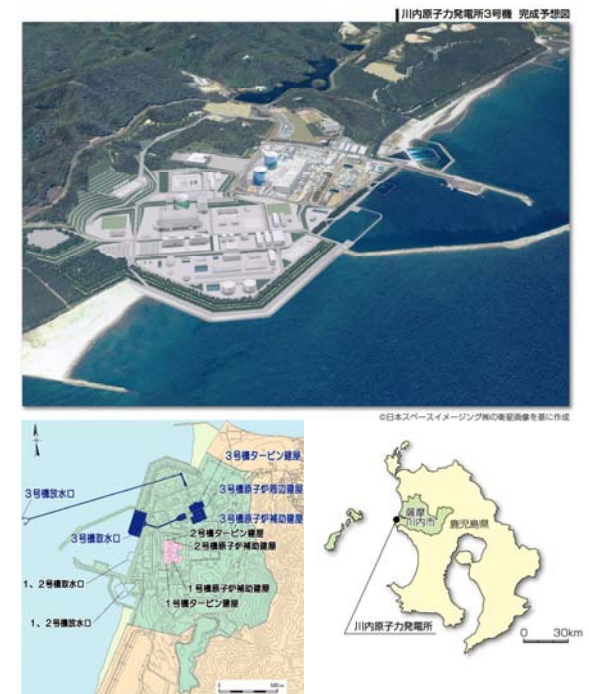 川内原子力発電所3号機 完成予想図
©日本スペースイメージング㈱の衛星画像を基に作成
3号機タービン建屋
3号機原子炉周辺建屋
3号機放水口
3号機原子炉補助建屋
3号機取水口
2号機タービン建屋
2号機原子炉補助建屋
1、2号機取水口
1号機原子炉補助建屋
1号機タービン建屋
1、2号機放水口
薩摩
川内市
鹿児島県
川内原子力発電所
0 30km